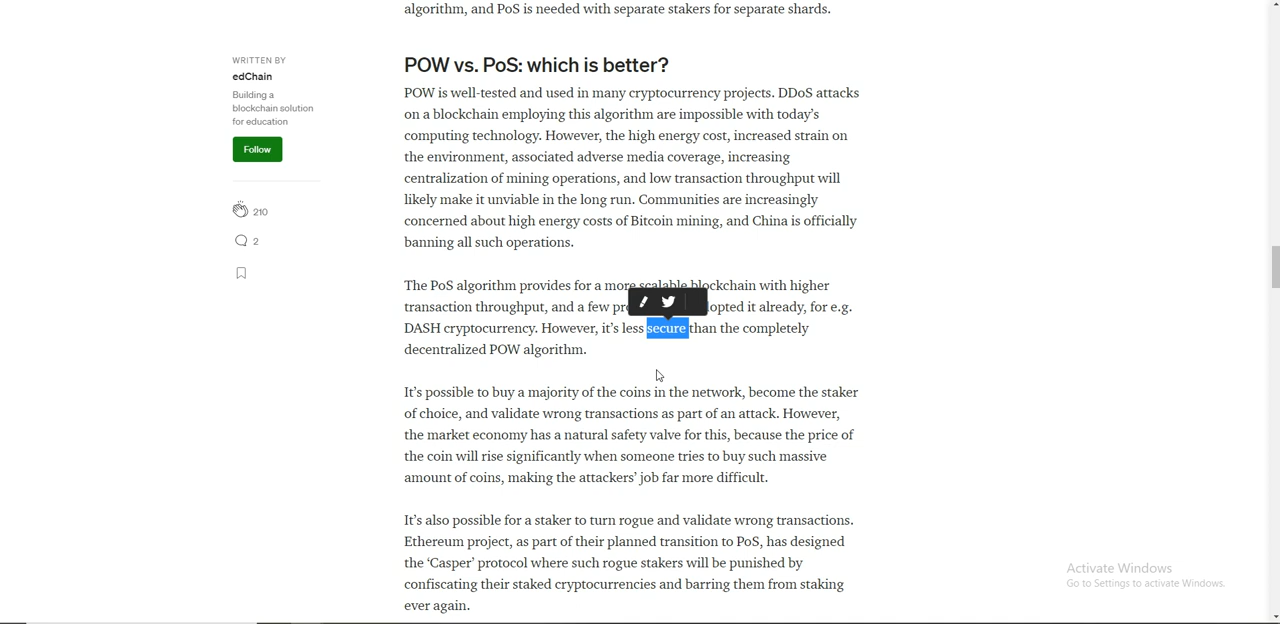 algorithm, and PoS is needed with separate stakers for separate shards.
WRITTEN BY
edChain
Building a
blockchain solution
for education
Follow
210
2
POW vs. PoS: which is better?
POW is well-tested and used in many cryptocurrency projects. DDoS attacks
on a blockchain employing this algorithm are impossible with today's
computing technology. However, the high energy cost, increased strain on
the environment, associated adverse media coverage, increasing
centralization of mining operations, and low transaction throughput will
likely make it unviable in the long run. Communities are increasingly
concerned about high energy costs of Bitcoin mining, and China is officially
banning all such operations.
The PoS algorithm provides for a more scalable blockchain with higher
transaction throughput, and a few pro lopted it already, for e.g.
DASH cryptocurrency. However, it's less secure than the completely
decentralized POW algorithm.
It's possible to buy a majority of the coins in the network, become the staker
of choice, and validate wrong transactions as part of an attack. However,
the market economy has a natural safety valve for this, because the price of
the coin will rise significantly when someone tries to buy such massive
amount of coins, making the attackers' job far more difficult.
It's also possible for a staker to turn rogue and validate wrong transactions.
Ethereum project, as part of their planned transition to PoS, has designed
the 'Casper' protocol where such rogue stakers will be punished by
confiscating their staked cryptocurrencies and barring them from staking
ever again.
Activate Windows
Go to Settings to activate Windows.